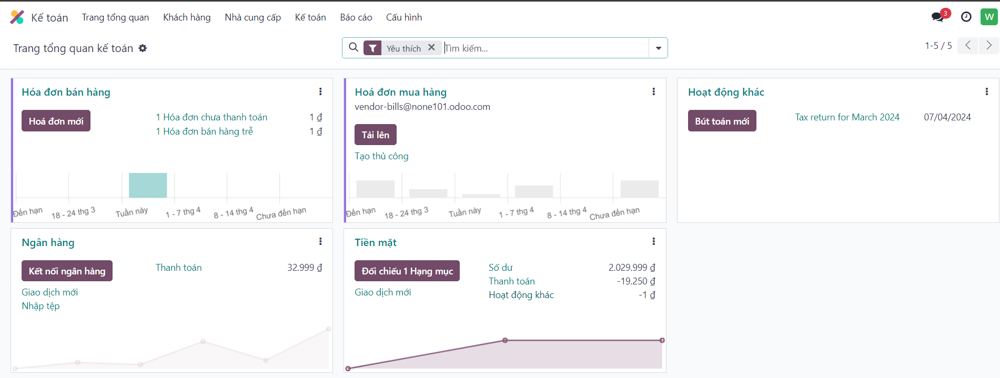 Kế toán Trang tổng quan Khách hàng Nhà cung cấp Kế toán Báo cáo Cấu hình 3 W
Trang tổng quan kế toán Yêu thích Tìm kiếm... 1-5 / 5
Hóa đơn bán hàng
Hoá đơn mới
1 Hóa đơn chưa thanh toán 1 ₫
1 Hóa đơn bán hàng trễ 1 ₫
Đến hạn 18 - 24 thg 3 Tuần này 1 - 7 thg 4 8 - 14 thg 4 Chưa đến hạn
Hoá đơn mua hàng
vendor-bills@none101.odoo.com
Tải lên
Tạo thủ công
Đến hạn 18 - 24 thg 3 Tuần này 1 - 7 thg 4 8 - 14 thg 4 Chưa đến hạn
Hoạt động khác
Bút toán mới
Tax return for March 2024 07/04/2024
Ngân hàng
Kết nối ngân hàng
Giao dịch mới
Nhập tệp
Thanh toán 32.999 ₫
Tiền mặt
Đối chiếu 1 Hạng mục
Giao dịch mới
Số dư 2.029.999 ₫
Thanh toán -19.250 ₫
Hoạt động khác -1 ₫